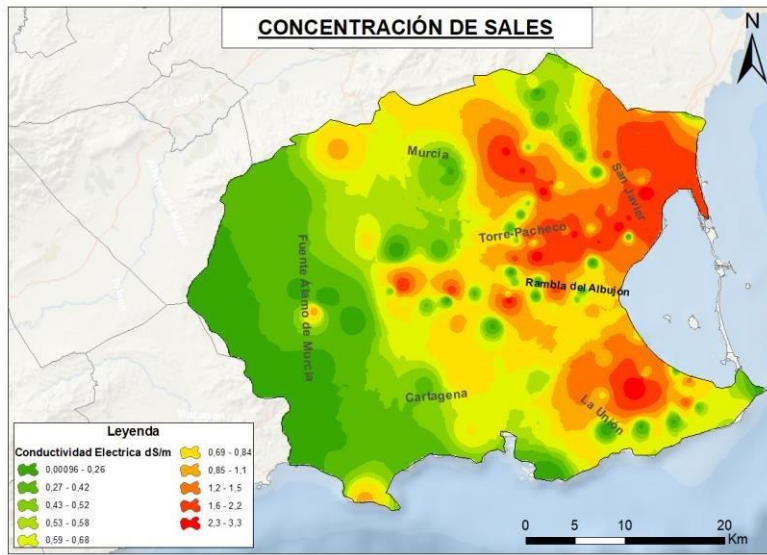 CONCENTRACIÓN DE SALES
N
Murcia
San Javier
Torre-Pacheco
Rambla del Albujón
Fuente Álamo de Murcia
Cartagena
La Unión
Leyenda
Conductividad Electrica dS/m
0,00096 - 0,26
0,27 - 0,42
0,43 - 0,52
0,53 - 0,58
0,59 - 0,68
0,69 - 0,84
0,85 - 1,1
1,2 - 1,5
1,6 - 2,2
2,3 - 3,3
0 5 10 20
Km